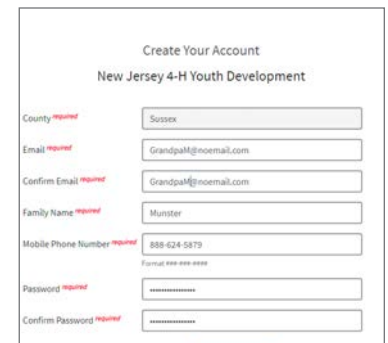 Create Your Account
New Jersey 4-H Youth Development
County required
Sussex
Email required
GrandpaM@noemail.com
Confirm Email required
GrandpaM@noemail.com
Family Name required
Munster
Mobile Phone Number required
888-624-5879
Format ###-###-####
Password required
••••••••••••••••
Confirm Password required
••••••••••••••••